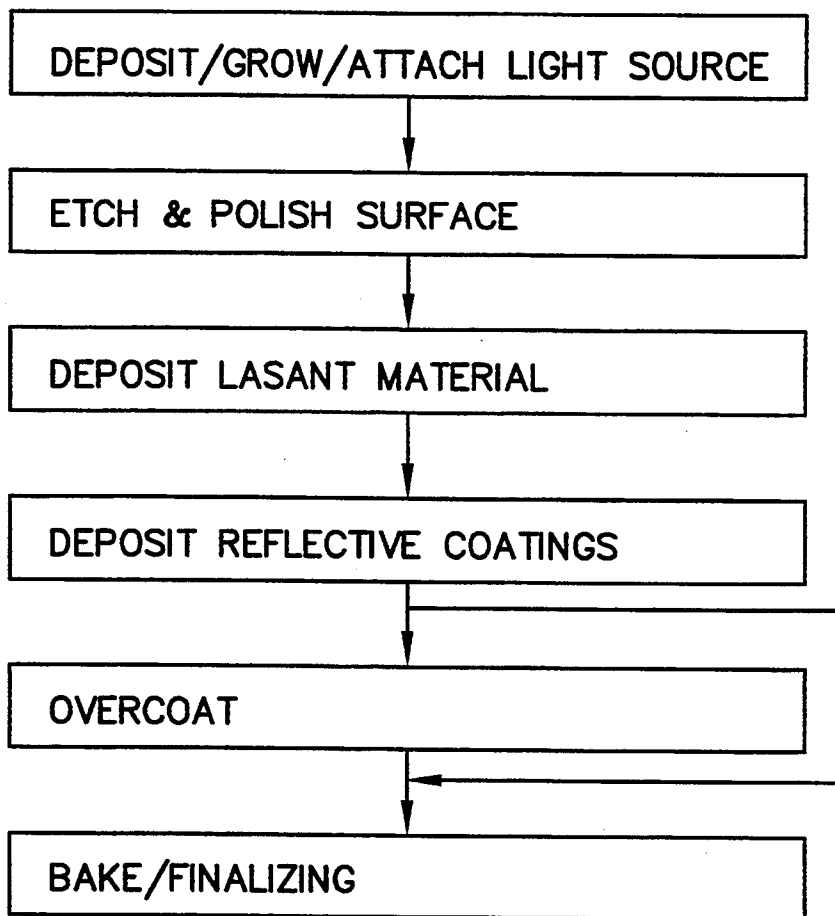 DEPOSIT/GROW/ATTACH LIGHT SOURCE
ETCH & POLISH SURFACE
DEPOSIT LASANT MATERIAL
DEPOSIT REFLECTIVE COATINGS
OVERCOAT
BAKE/FINALIZING